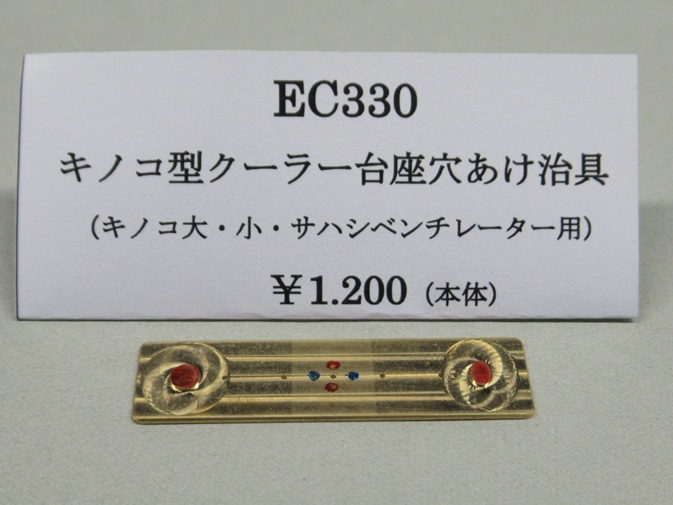 EC330
キノコ型クーラー台座穴あけ治具
（キノコ大・小・サハシベンチレーター用）
￥1.200（本体）